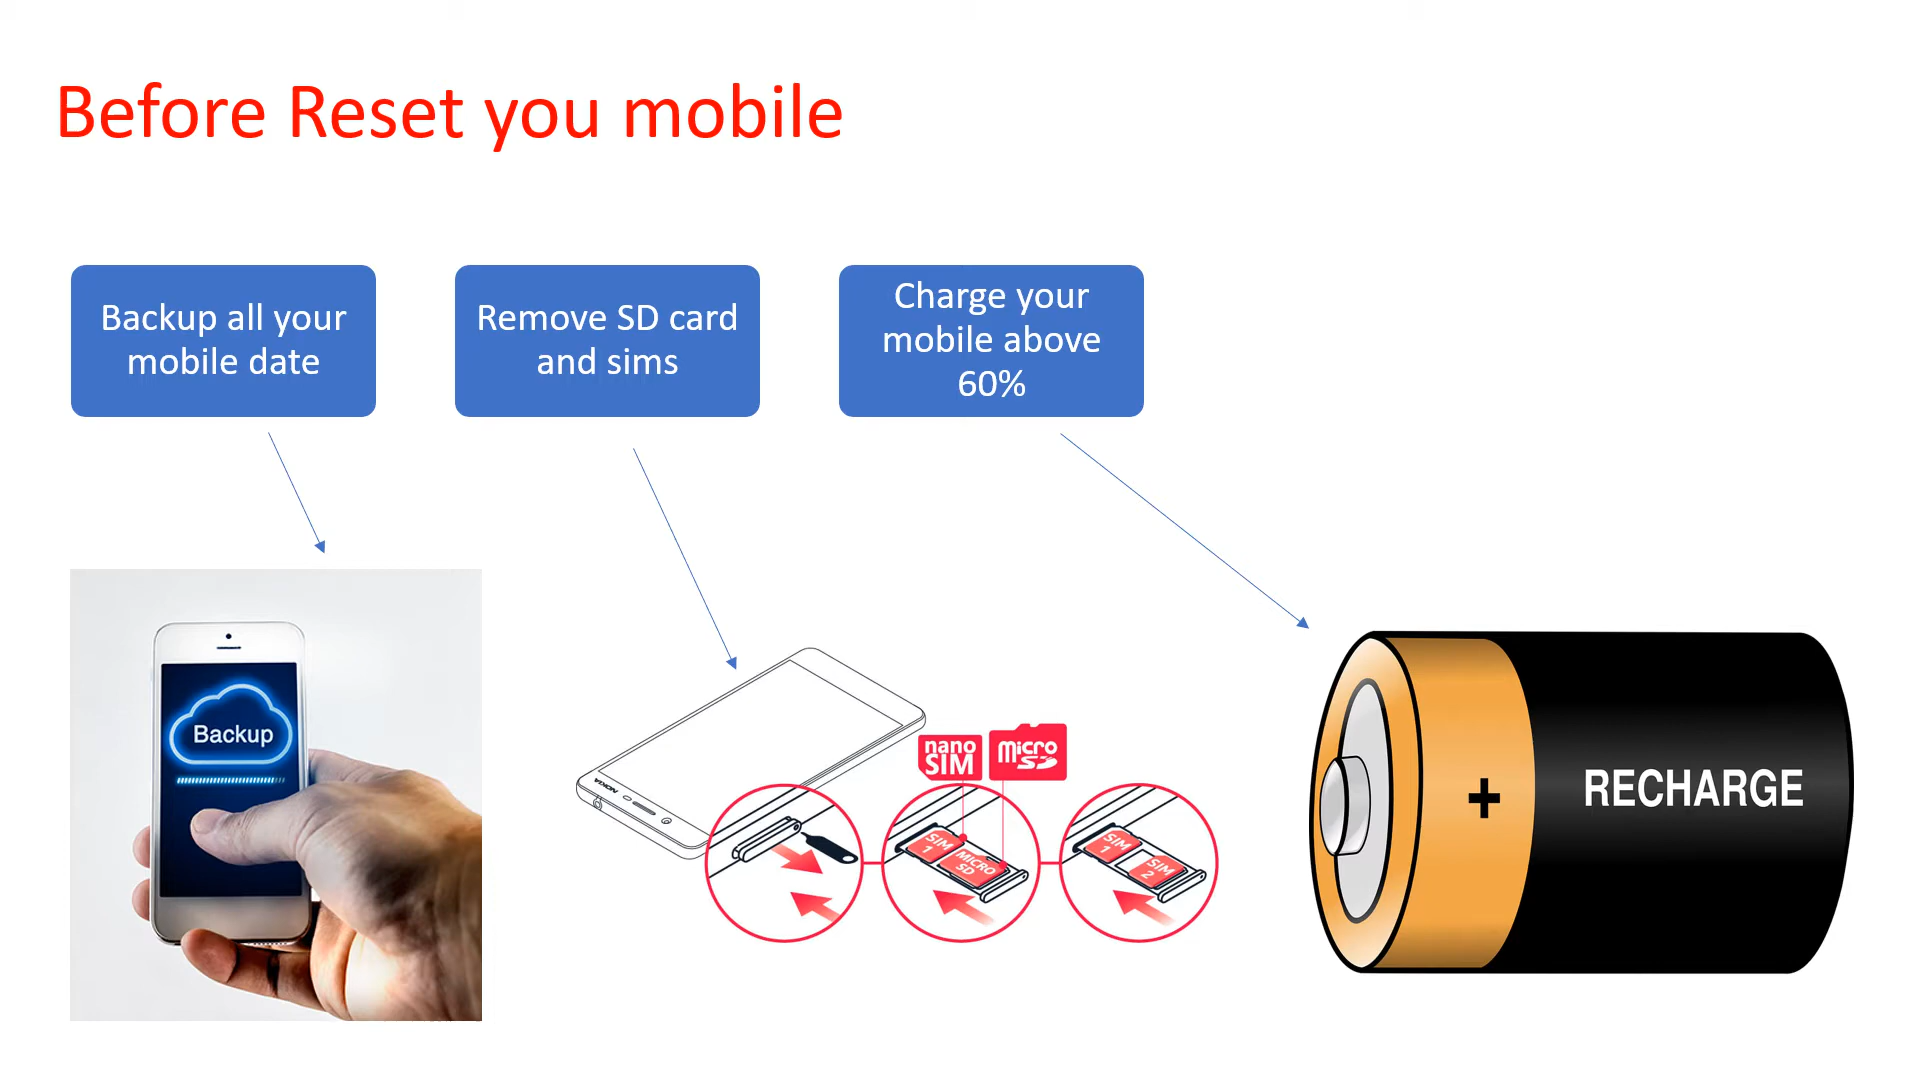 Before Reset you mobile
Backup all your
mobile date
Remove SD card
and sims
Charge your
mobile above
60%
Backup
NOKIA
nano
SIM
micro
SD
SIM
1
MICRO
SD
SIM
1
SIM
2
+
RECHARGE